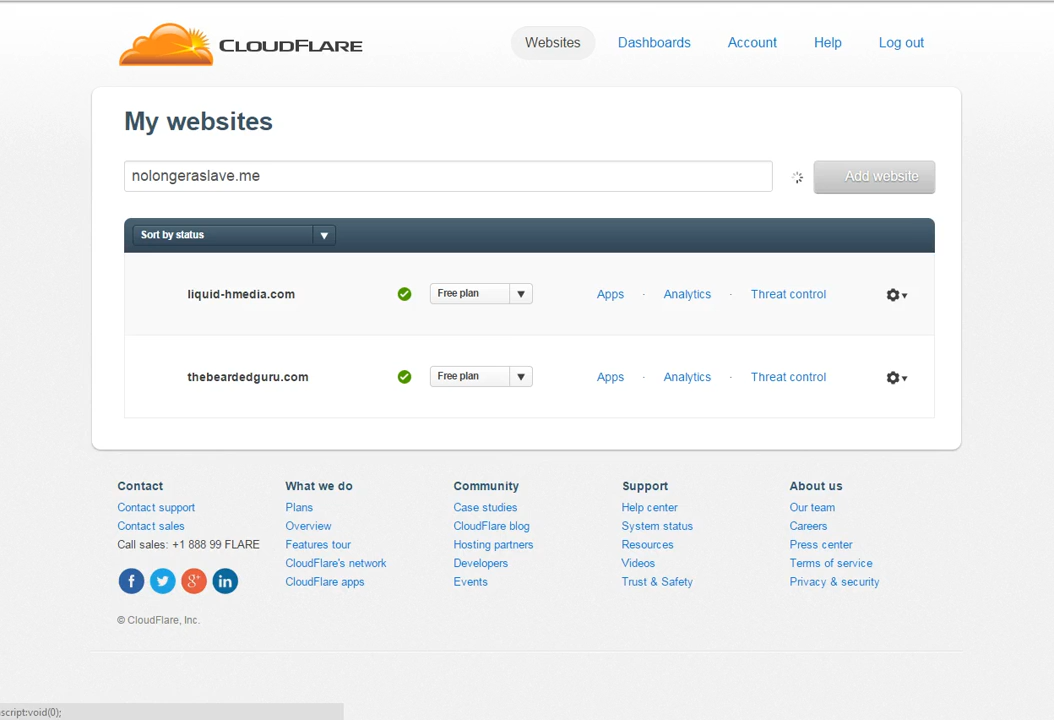 CLOUDFLARE
Websites Dashboards Account Help Log out
My websites
nolongeraslave.me Add website
Sort by status
liquid-hmedia.com Free plan Apps · Analytics · Threat control
thebeardedguru.com Free plan Apps · Analytics · Threat control
Contact What we do Community Support About us
Contact support Plans Case studies Help center Our team
Contact sales Overview CloudFlare blog System status Careers
Call sales: +1 888 99 FLARE Features tour Hosting partners Resources Press center
CloudFlare's network Developers Videos Terms of service
f 8+ in CloudFlare apps Events Trust & Safety Privacy & security
© CloudFlare, Inc.
script:void(0);